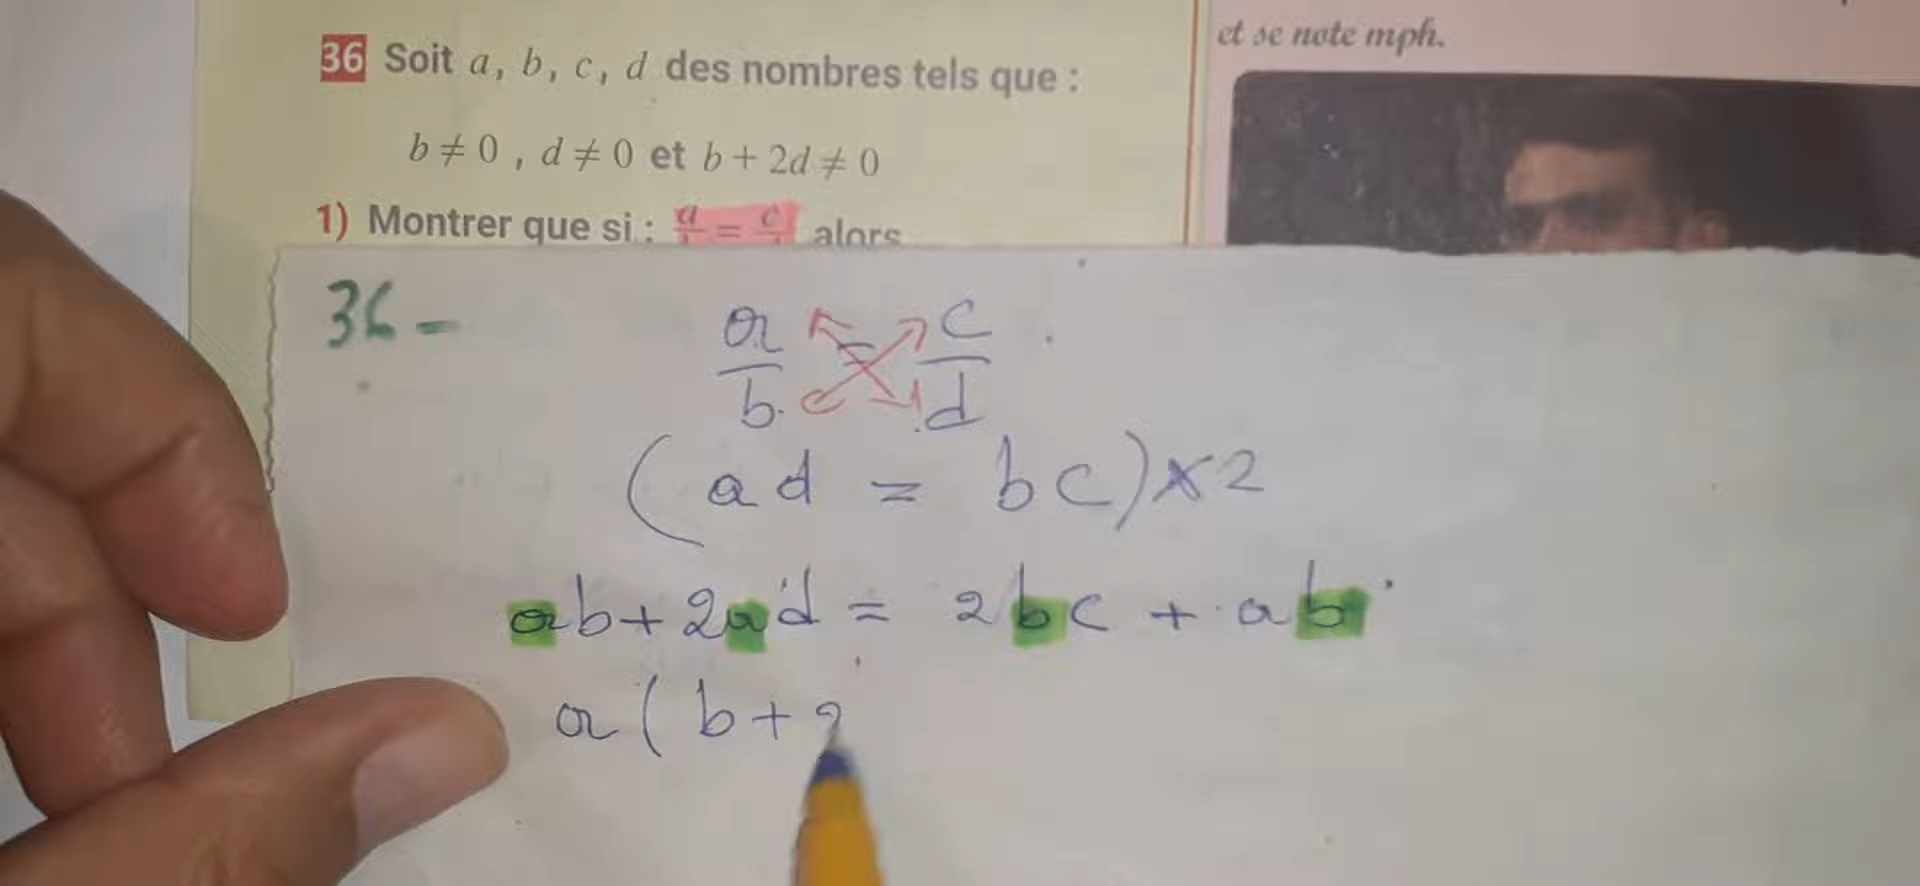 et se note mph.
36 Soit a, b, c, d des nombres tels que :
b ≠ 0 , d ≠ 0 et b + 2d ≠ 0
1) Montrer que si : a = c alors
36 -
a/b = c/d
( ad = bc) × 2
ab + 2ad = 2bc + ab
a ( b + 2